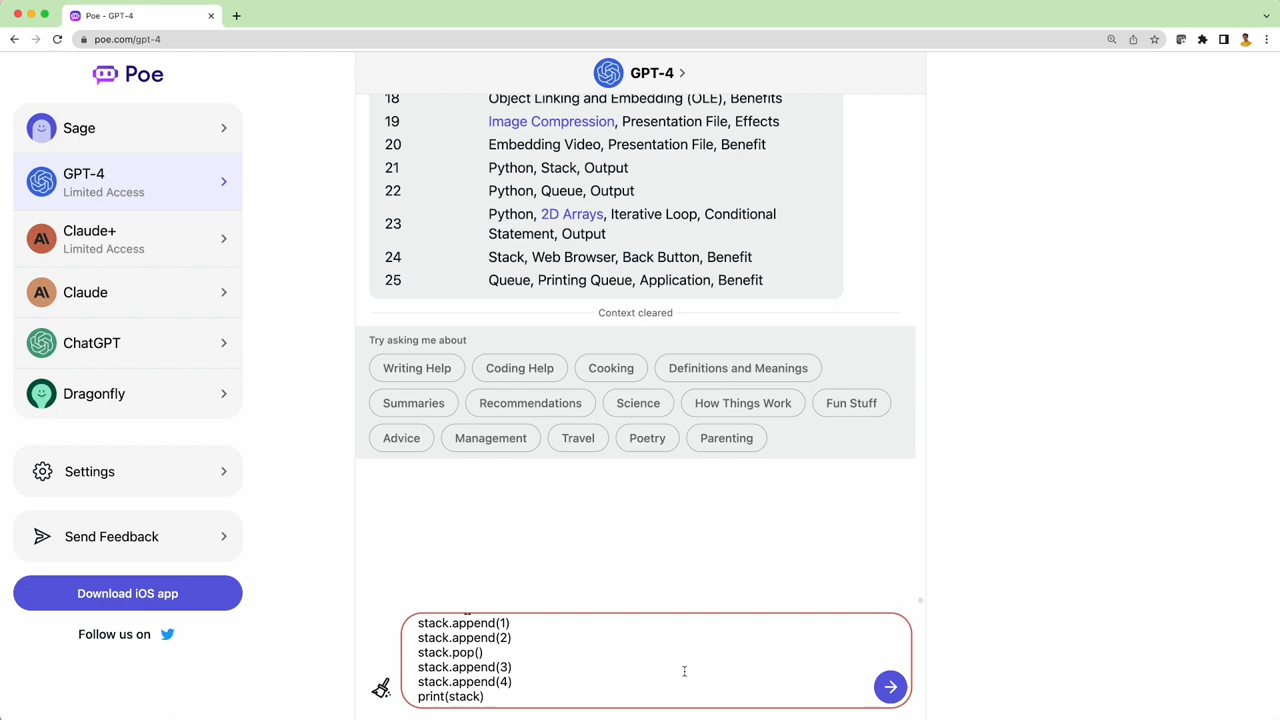 Poe - GPT-4
poe.com/gpt-4
Poe
GPT-4
Sage
GPT-4
Limited Access
Claude+
Limited Access
Claude
ChatGPT
Dragonfly
Settings
Send Feedback
Download iOS app
Follow us on
18 Object Linking and Embedding (OLE), Benefits
19 Image Compression, Presentation File, Effects
20 Embedding Video, Presentation File, Benefit
21 Python, Stack, Output
22 Python, Queue, Output
23 Python, 2D Arrays, Iterative Loop, Conditional
Statement, Output
24 Stack, Web Browser, Back Button, Benefit
25 Queue, Printing Queue, Application, Benefit
Context cleared
Try asking me about
Writing Help Coding Help Cooking Definitions and Meanings
Summaries Recommendations Science How Things Work Fun Stuff
Advice Management Travel Poetry Parenting
stack.append(1)
stack.append(2)
stack.pop()
stack.append(3)
stack.append(4)
print(stack)